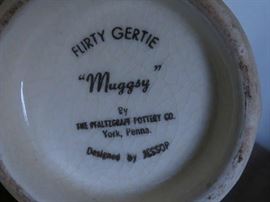 FLIRTY GERTIE
"Muggsy"
By
THE PFALTZGRAFF POTTERY CO.
York, Penna.
Designed by JESSOP